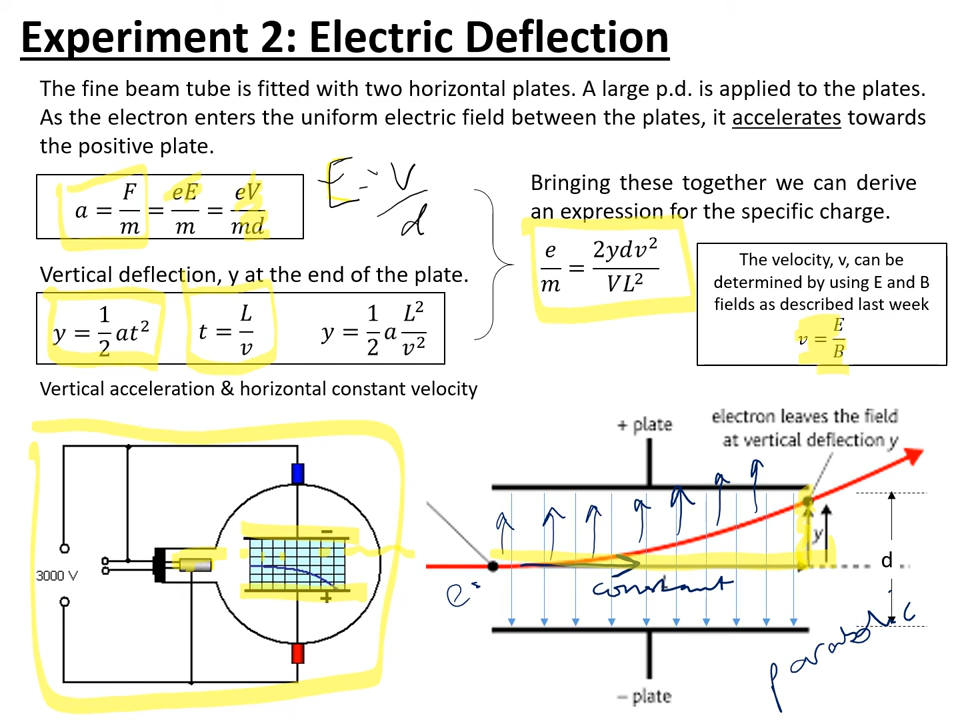 Experiment 2: Electric Deflection
The fine beam tube is fitted with two horizontal plates. A large p.d. is applied to the plates.
As the electron enters the uniform electric field between the plates, it accelerates towards
the positive plate.
a = F/m = eE/m = eV/md
E = V/d
Vertical deflection, y at the end of the plate.
y = 1/2 at² t = L/v y = 1/2 a L²/v²
Vertical acceleration & horizontal constant velocity
Bringing these together we can derive
an expression for the specific charge.
e/m = 2ydv²/VL²
The velocity, v, can be
determined by using E and B
fields as described last week
v = E/B
3000 V
−
+
+ plate
electron leaves the field
at vertical deflection y
y
d
e⁻
constant
parabolic
− plate